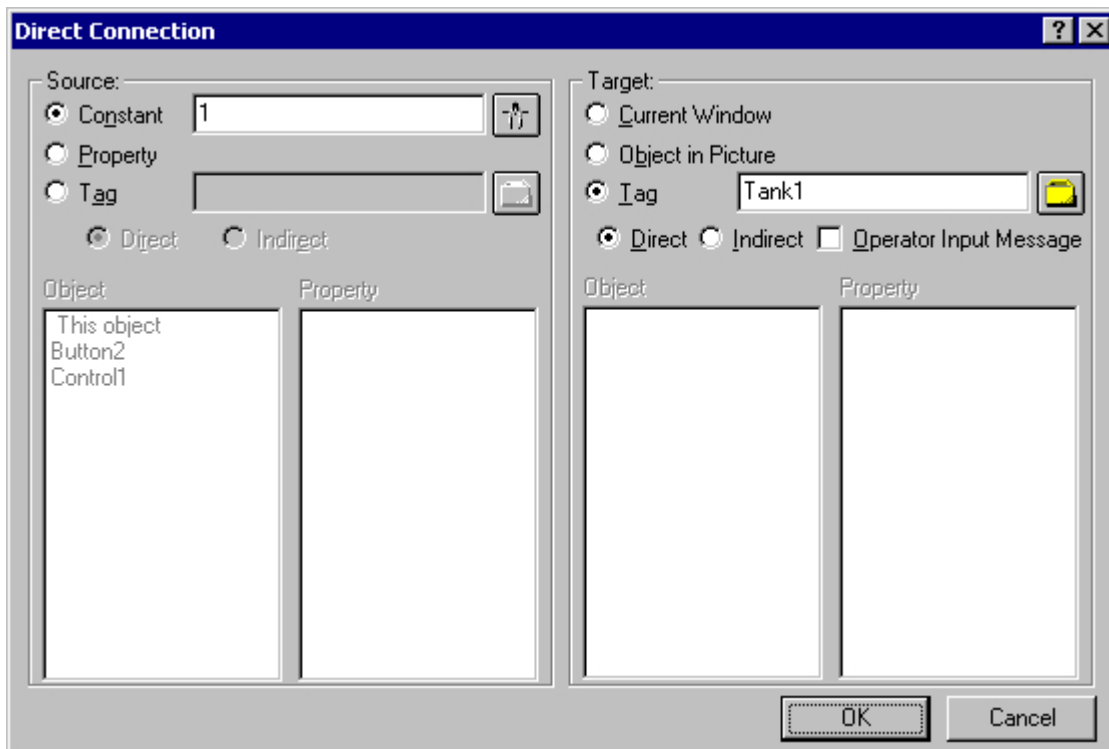 Direct Connection
Source:
Constant 1
Property
Tag
Direct Indirect
Object Property
This object
Button2
Control1
Target:
Current Window
Object in Picture
Tag Tank1
Direct Indirect Operator Input Message
Object Property
OK Cancel